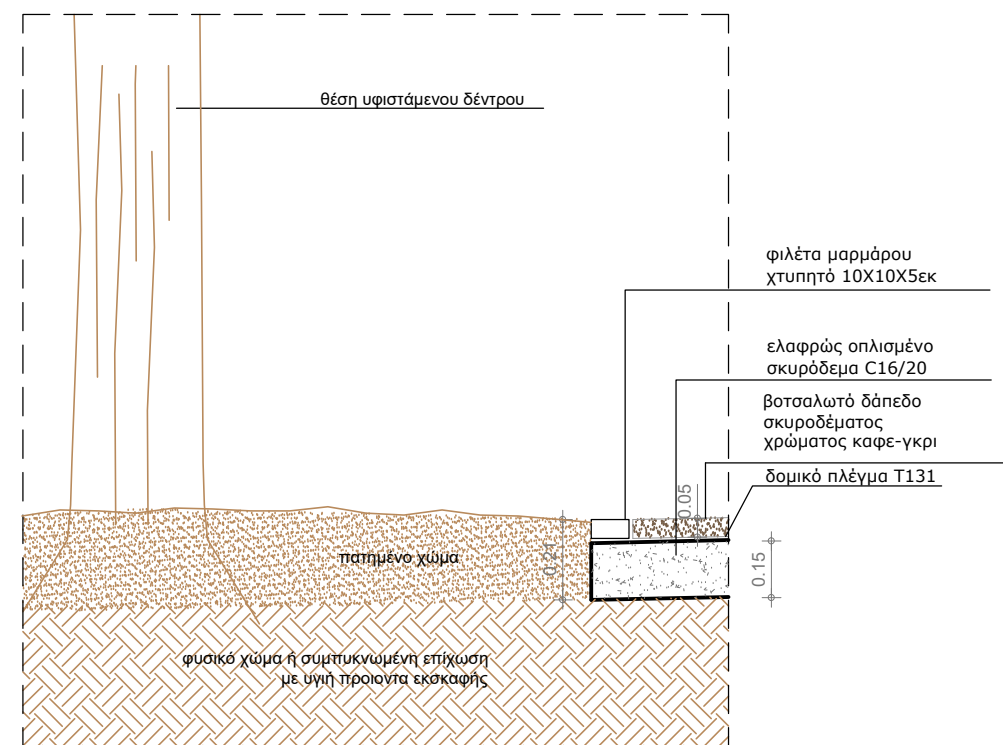 θέση υφιστάμενου δέντρου
φιλέτα μαρμάρου
χτυπητό 10Χ10Χ5εκ
ελαφρώς οπλισμένο
σκυρόδεμα C16/20
βοτσαλωτό δάπεδο
σκυροδέματος
χρώματος καφε-γκρι
δομικό πλέγμα Τ131
0.05
πατημένο χώμα
0.21
0.15
φυσικό χώμα ή συμπυκνωμένη επίχωση
με υγιή προιοντα εκσκαφής